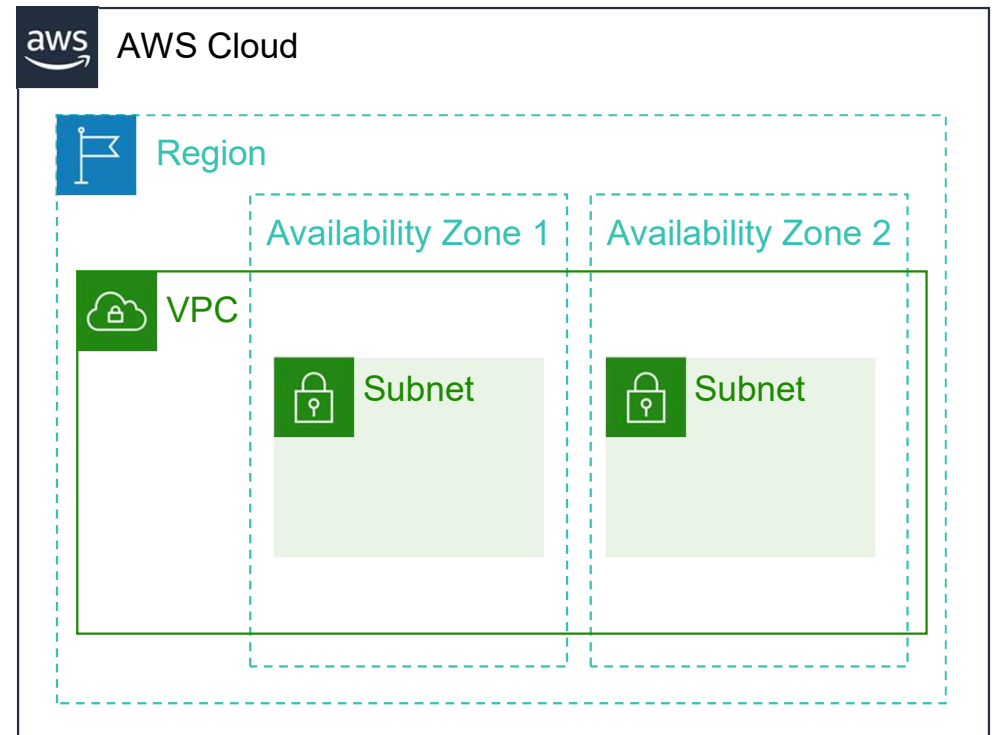 aws
AWS Cloud
Region
Availability Zone 1
Availability Zone 2
VPC
Subnet
Subnet